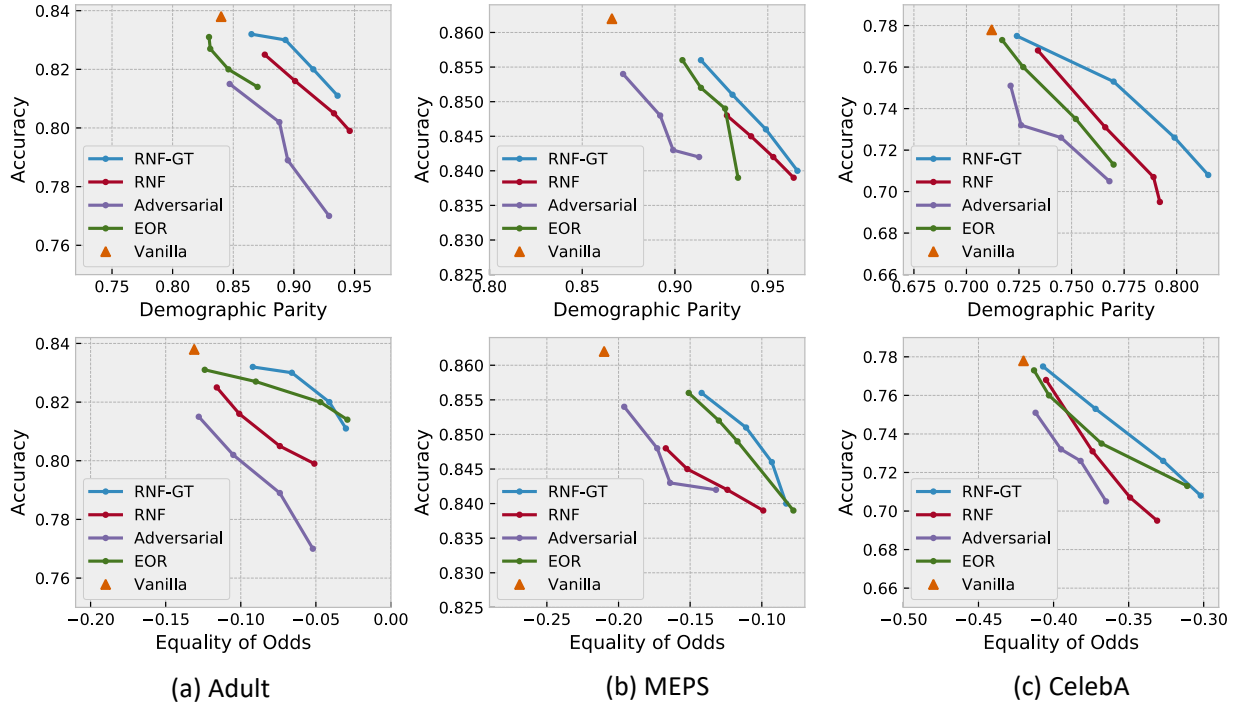 0.84
0.82
0.80
0.78
0.76
Accuracy
RNF-GT
RNF
Adversarial
EOR
Vanilla
0.75 0.80 0.85 0.90 0.95
Demographic Parity
0.860
0.855
0.850
0.845
0.840
0.835
0.830
0.825
Accuracy
RNF-GT
RNF
Adversarial
EOR
Vanilla
0.80 0.85 0.90 0.95
Demographic Parity
0.78
0.76
0.74
0.72
0.70
0.68
0.66
Accuracy
RNF-GT
RNF
Adversarial
EOR
Vanilla
0.675 0.700 0.725 0.750 0.775 0.800
Demographic Parity
0.84
0.82
0.80
0.78
0.76
Accuracy
RNF-GT
RNF
Adversarial
EOR
Vanilla
−0.20 −0.15 −0.10 −0.05 0.00
Equality of Odds
0.860
0.855
0.850
0.845
0.840
0.835
0.830
0.825
Accuracy
RNF-GT
RNF
Adversarial
EOR
Vanilla
−0.25 −0.20 −0.15 −0.10
Equality of Odds
0.78
0.76
0.74
0.72
0.70
0.68
0.66
Accuracy
RNF-GT
RNF
Adversarial
EOR
Vanilla
−0.50 −0.45 −0.40 −0.35 −0.30
Equality of Odds
(a) Adult
(b) MEPS
(c) CelebA